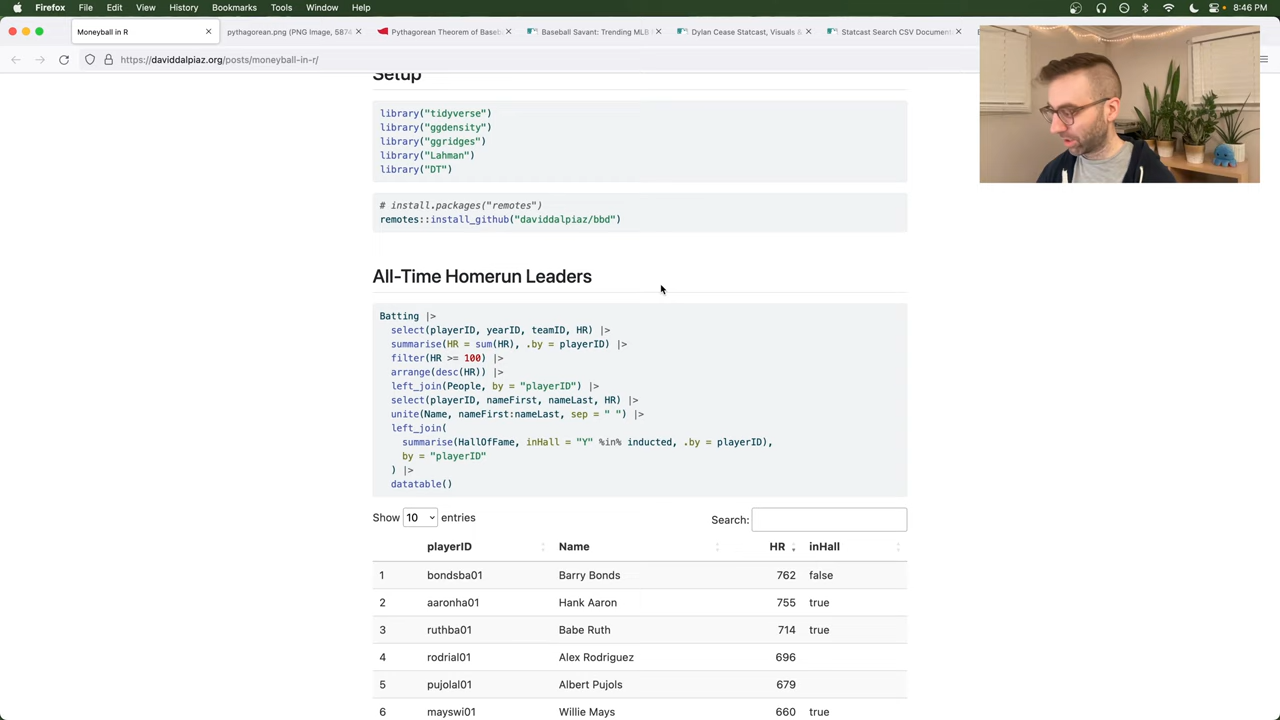 Firefox File Edit View History Bookmarks Tools Window Help 8:46 PM
Moneyball in R
pythagorean.png (PNG Image, 5874
Pythagorean Theorem of Baseb
Baseball Savant: Trending MLB
Dylan Cease Statcast, Visuals &
Statcast Search CSV Document
https://daviddalpiaz.org/posts/moneyball-in-r/
Setup
library("tidyverse")
library("ggdensity")
library("ggridges")
library("Lahman")
library("DT")
# install.packages("remotes")
remotes::install_github("daviddalpiaz/bbd")
All-Time Homerun Leaders
Batting |>
select(playerID, yearID, teamID, HR) |>
summarise(HR = sum(HR), .by = playerID) |>
filter(HR >= 100) |>
arrange(desc(HR)) |>
left_join(People, by = "playerID") |>
select(playerID, nameFirst, nameLast, HR) |>
unite(Name, nameFirst:nameLast, sep = " ") |>
left_join(
summarise(HallOfFame, inHall = "Y" %in% inducted, .by = playerID),
by = "playerID"
) |>
datatable()
Show 10 entries Search:
playerID Name HR inHall
1 bondsba01 Barry Bonds 762 false
2 aaronha01 Hank Aaron 755 true
3 ruthba01 Babe Ruth 714 true
4 rodrial01 Alex Rodriguez 696
5 pujolal01 Albert Pujols 679
6 mayswi01 Willie Mays 660 true